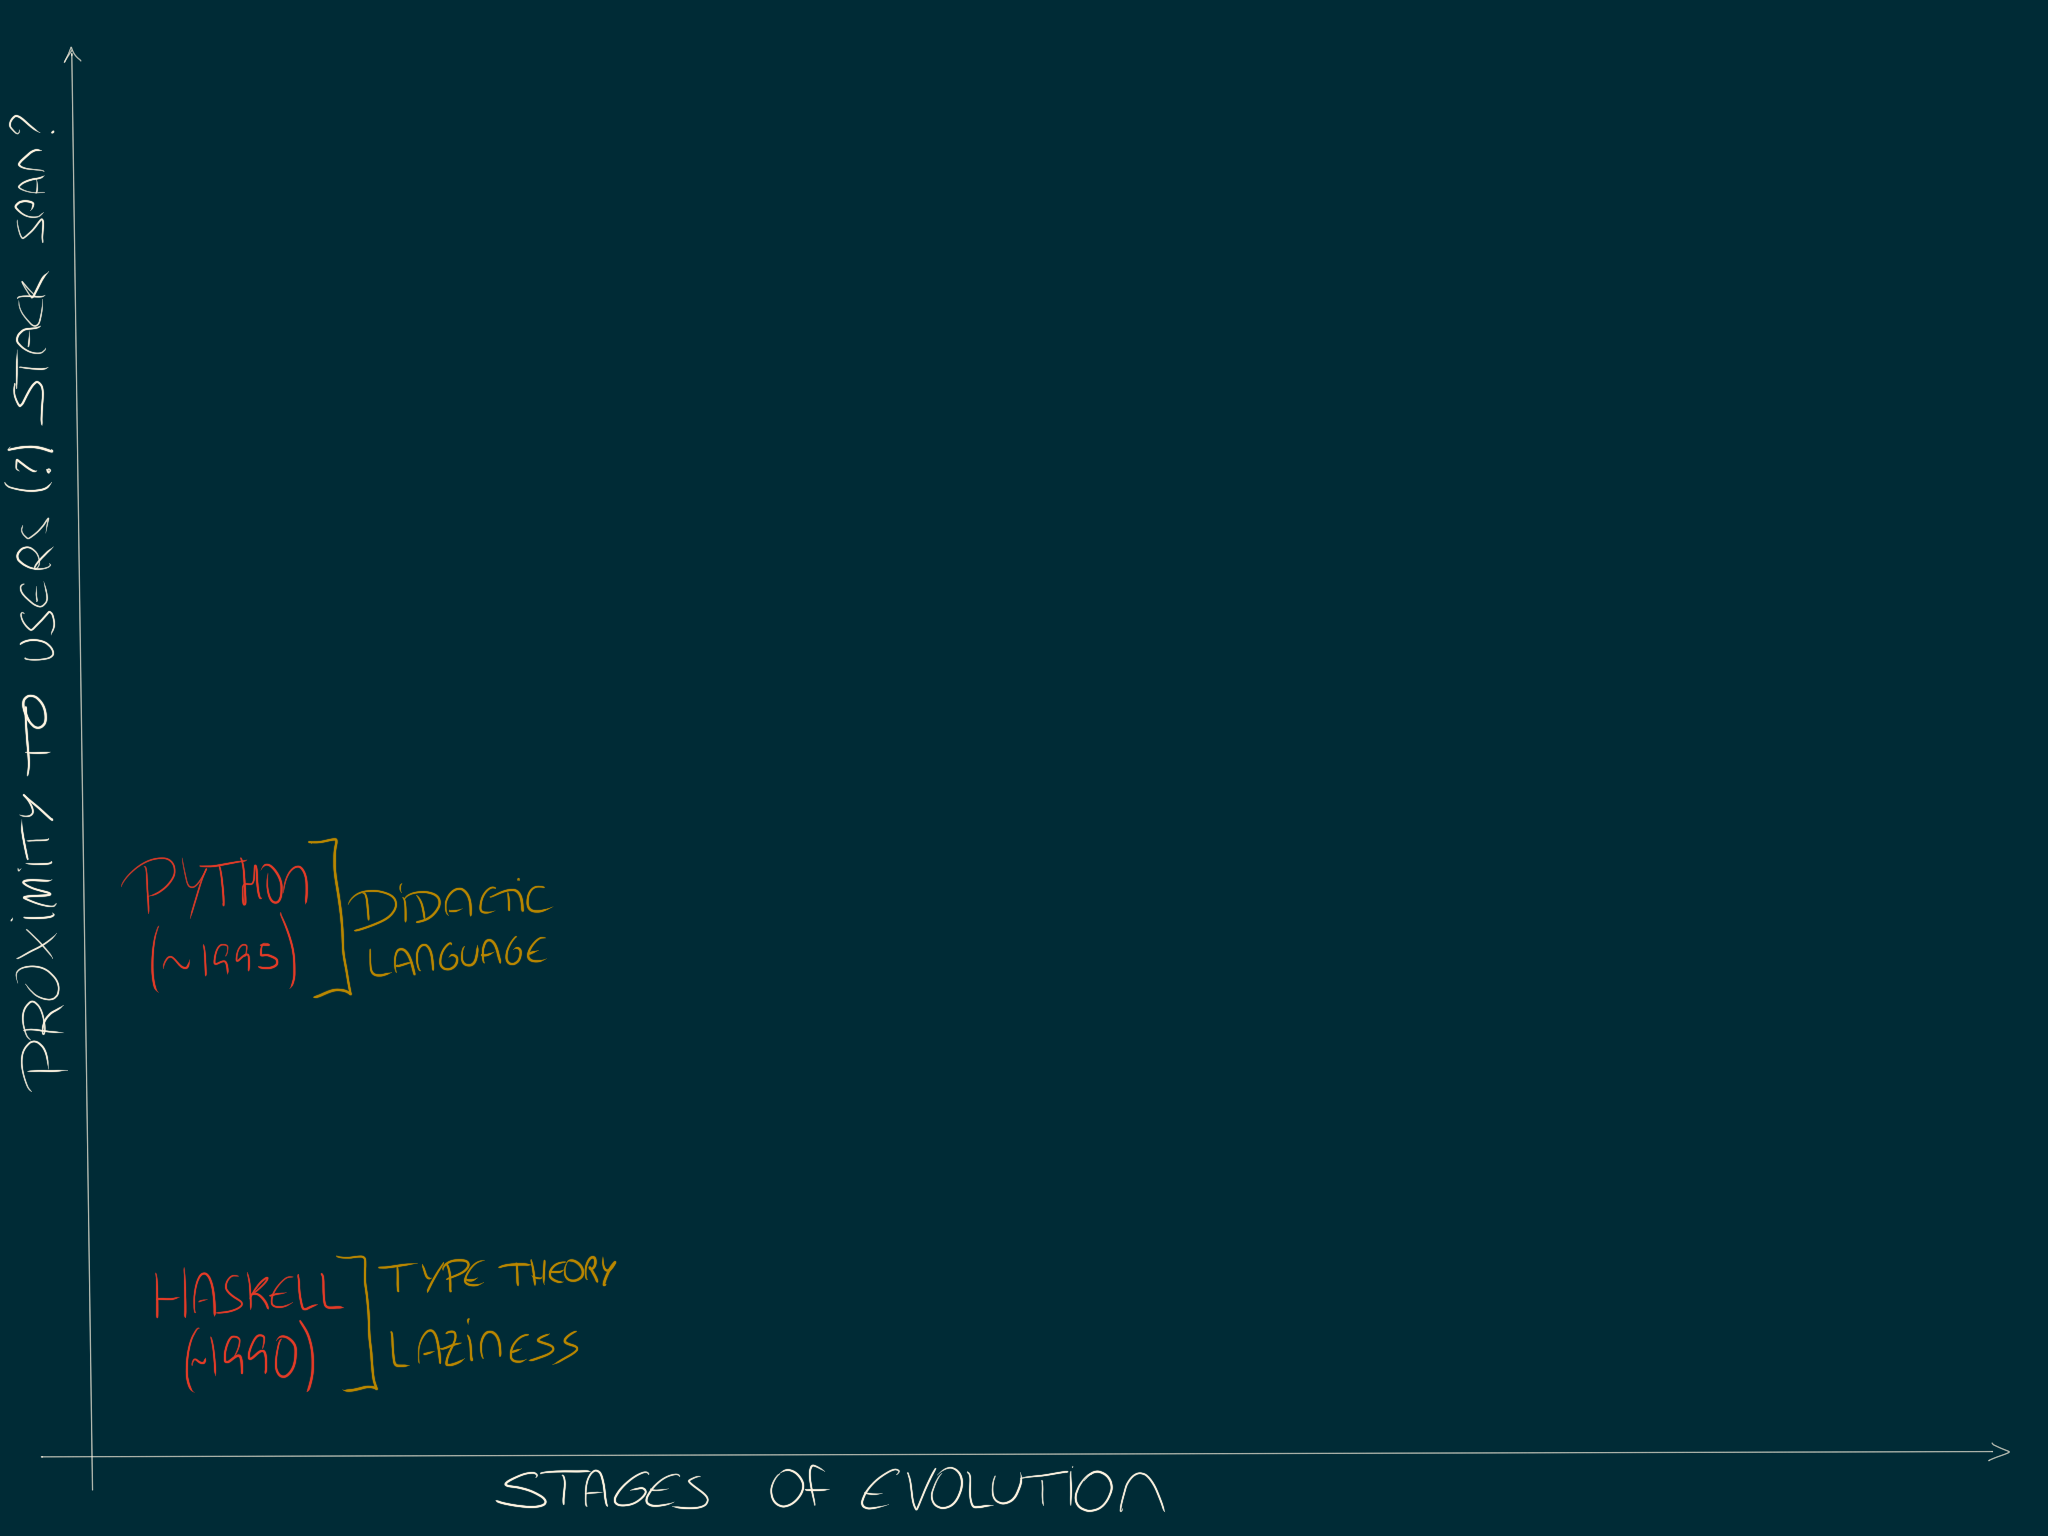 PROXIMITY TO USERS (?) - STACK SPAN?
PYTHON
(~1995)
DiDACTiC
LANGUAGE
HASKELL
(~1990)
TYPE THEORY
LAZiNESS
STAGES OF EVOLUTION